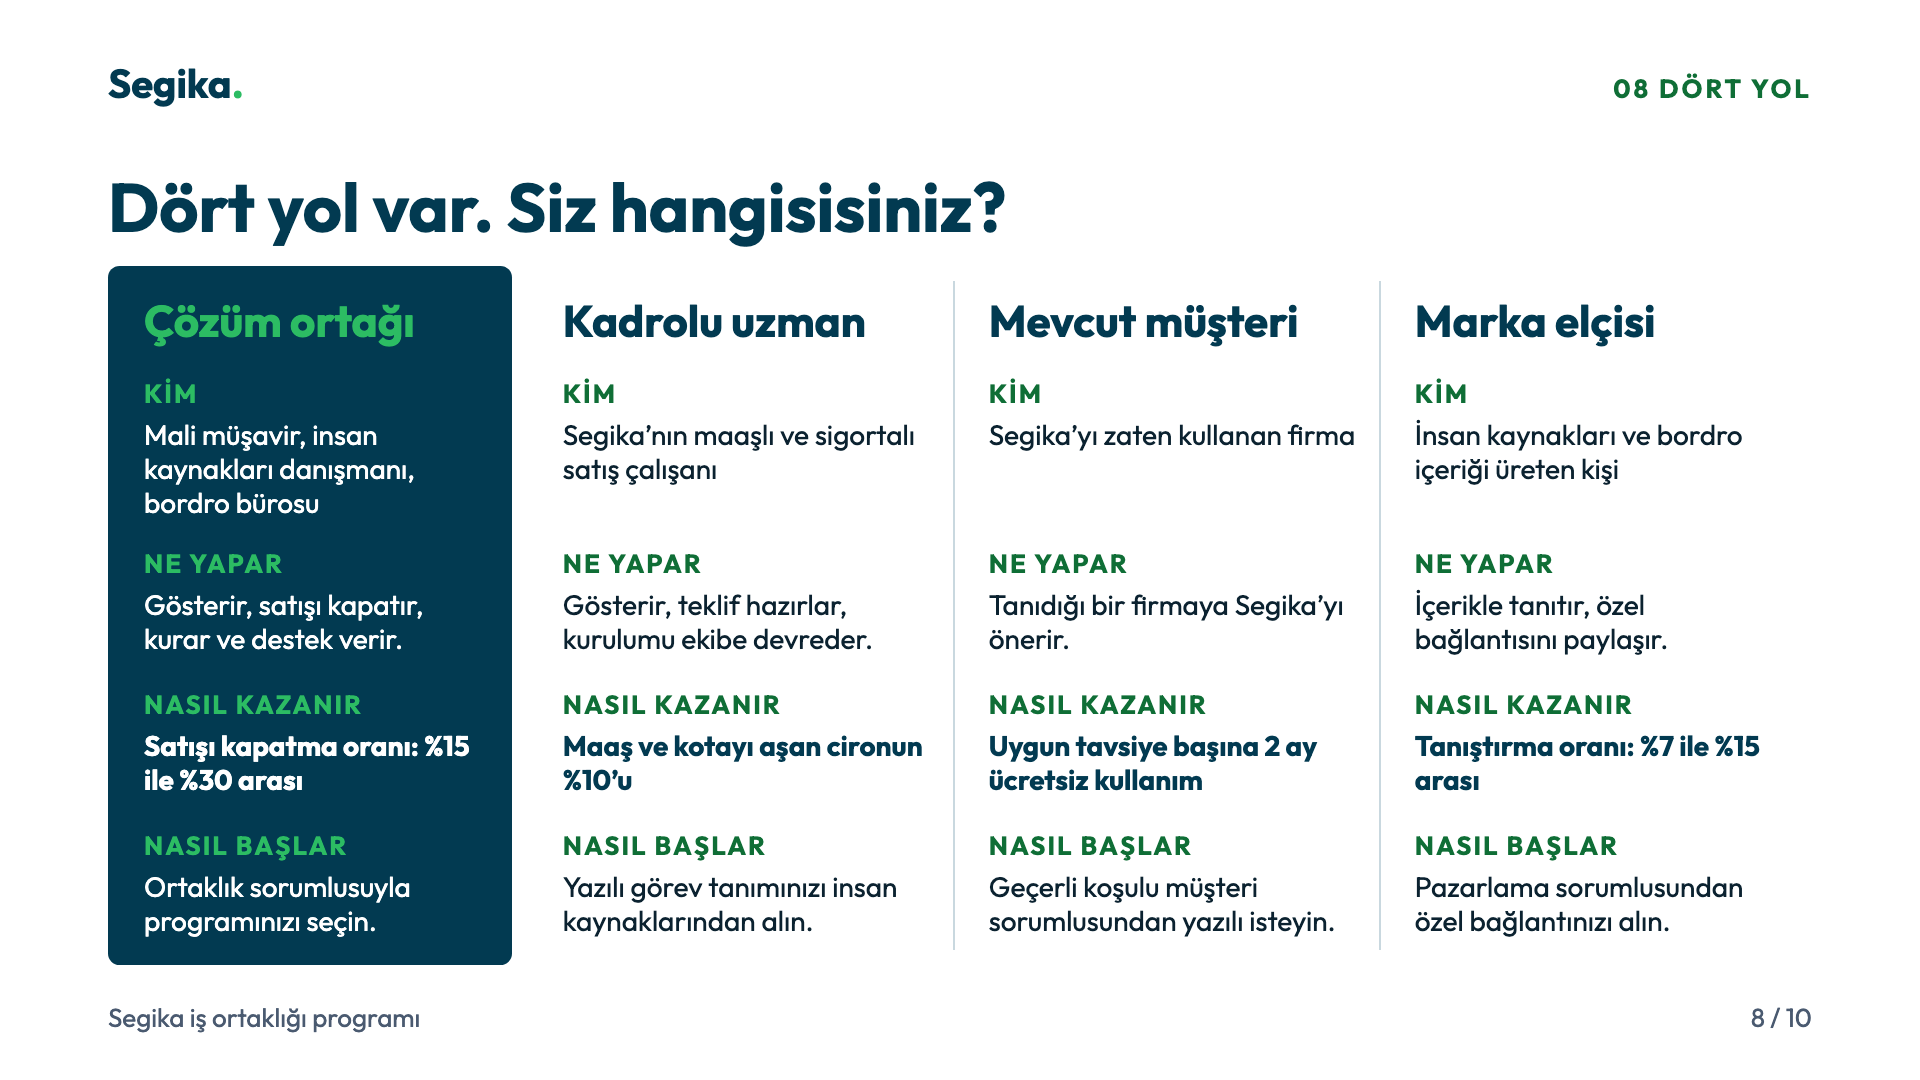 Segika.
08 DÖRT YOL
Dört yol var. Siz hangisisiniz?
Çözüm ortağı
KİM
Mali müşavir, insan
kaynakları danışmanı,
bordro bürosu
NE YAPAR
Gösterir, satışı kapatır,
kurar ve destek verir.
NASIL KAZANIR
Satışı kapatma oranı: %15
ile %30 arası
NASIL BAŞLAR
Ortaklık sorumlusuyla
programınızı seçin.
Kadrolu uzman
KİM
Segika’nın maaşlı ve sigortalı
satış çalışanı
NE YAPAR
Gösterir, teklif hazırlar,
kurulumu ekibe devreder.
NASIL KAZANIR
Maaş ve kotayı aşan cironun
%10’u
NASIL BAŞLAR
Yazılı görev tanımınızı insan
kaynaklarından alın.
Mevcut müşteri
KİM
Segika’yı zaten kullanan firma
NE YAPAR
Tanıdığı bir firmaya Segika’yı
önerir.
NASIL KAZANIR
Uygun tavsiye başına 2 ay
ücretsiz kullanım
NASIL BAŞLAR
Geçerli koşulu müşteri
sorumlusundan yazılı isteyin.
Marka elçisi
KİM
İnsan kaynakları ve bordro
içeriği üreten kişi
NE YAPAR
İçerikle tanıtır, özel
bağlantısını paylaşır.
NASIL KAZANIR
Tanıştırma oranı: %7 ile %15
arası
NASIL BAŞLAR
Pazarlama sorumlusundan
özel bağlantınızı alın.
Segika iş ortaklığı programı
8 / 10